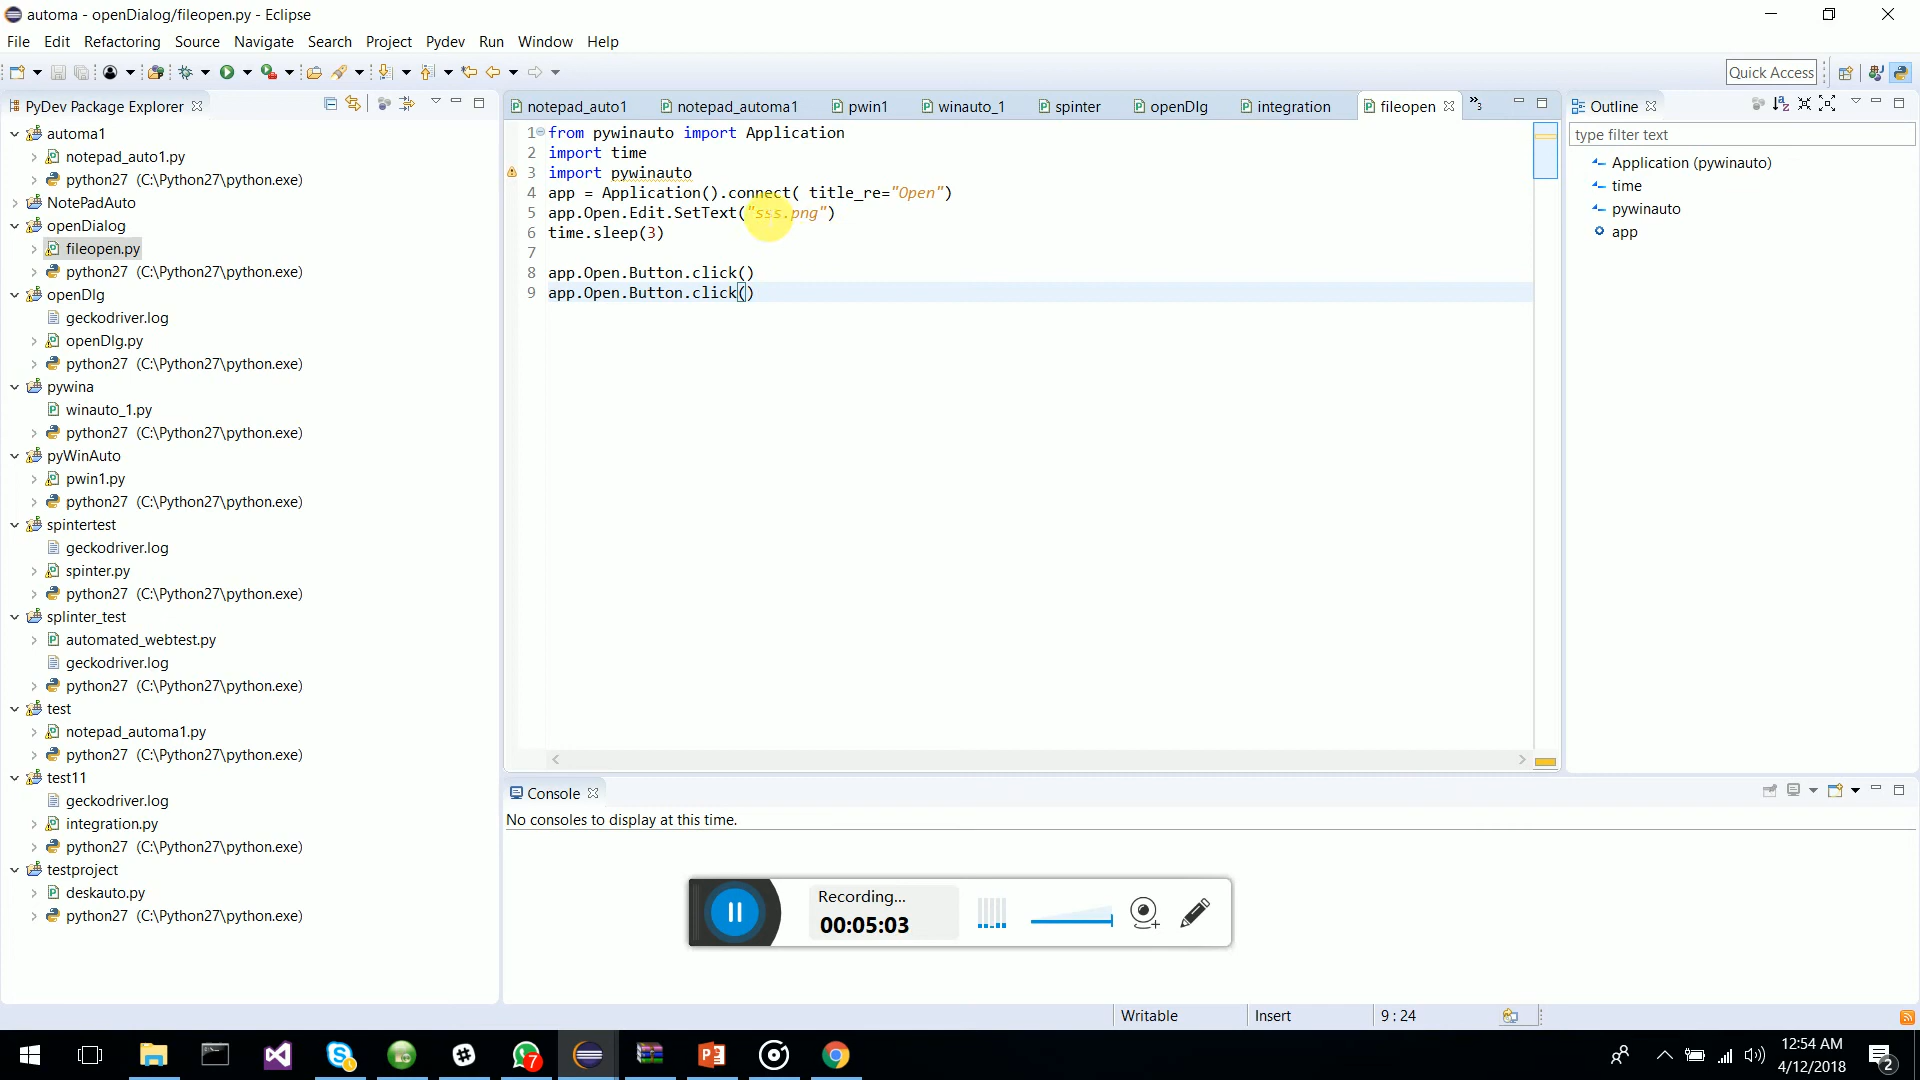 automa - openDialog/fileopen.py - Eclipse
File Edit Refactoring Source Navigate Search Project Pydev Run Window Help
Quick Access
PyDev Package Explorer
automa1
notepad_auto1.py
python27 (C:\Python27\python.exe)
NotePadAuto
openDialog
fileopen.py
python27 (C:\Python27\python.exe)
openDlg
geckodriver.log
openDlg.py
python27 (C:\Python27\python.exe)
pywina
winauto_1.py
python27 (C:\Python27\python.exe)
pyWinAuto
pwin1.py
python27 (C:\Python27\python.exe)
spintertest
geckodriver.log
spinter.py
python27 (C:\Python27\python.exe)
splinter_test
automated_webtest.py
geckodriver.log
python27 (C:\Python27\python.exe)
test
notepad_automa1.py
python27 (C:\Python27\python.exe)
test11
geckodriver.log
integration.py
python27 (C:\Python27\python.exe)
testproject
deskauto.py
python27 (C:\Python27\python.exe)
notepad_auto1 notepad_automa1 pwin1 winauto_1 spinter openDlg integration fileopen »3
1 from pywinauto import Application
2 import time
3 import pywinauto
4 app = Application().connect( title_re="Open")
5 app.Open.Edit.SetText("sss.png")
6 time.sleep(3)
7
8 app.Open.Button.click()
9 app.Open.Button.click()
Outline
type filter text
Application (pywinauto)
time
pywinauto
app
Console
No consoles to display at this time.
Recording...
00:05:03
Writable Insert 9 : 24
7
12:54 AM
4/12/2018
2